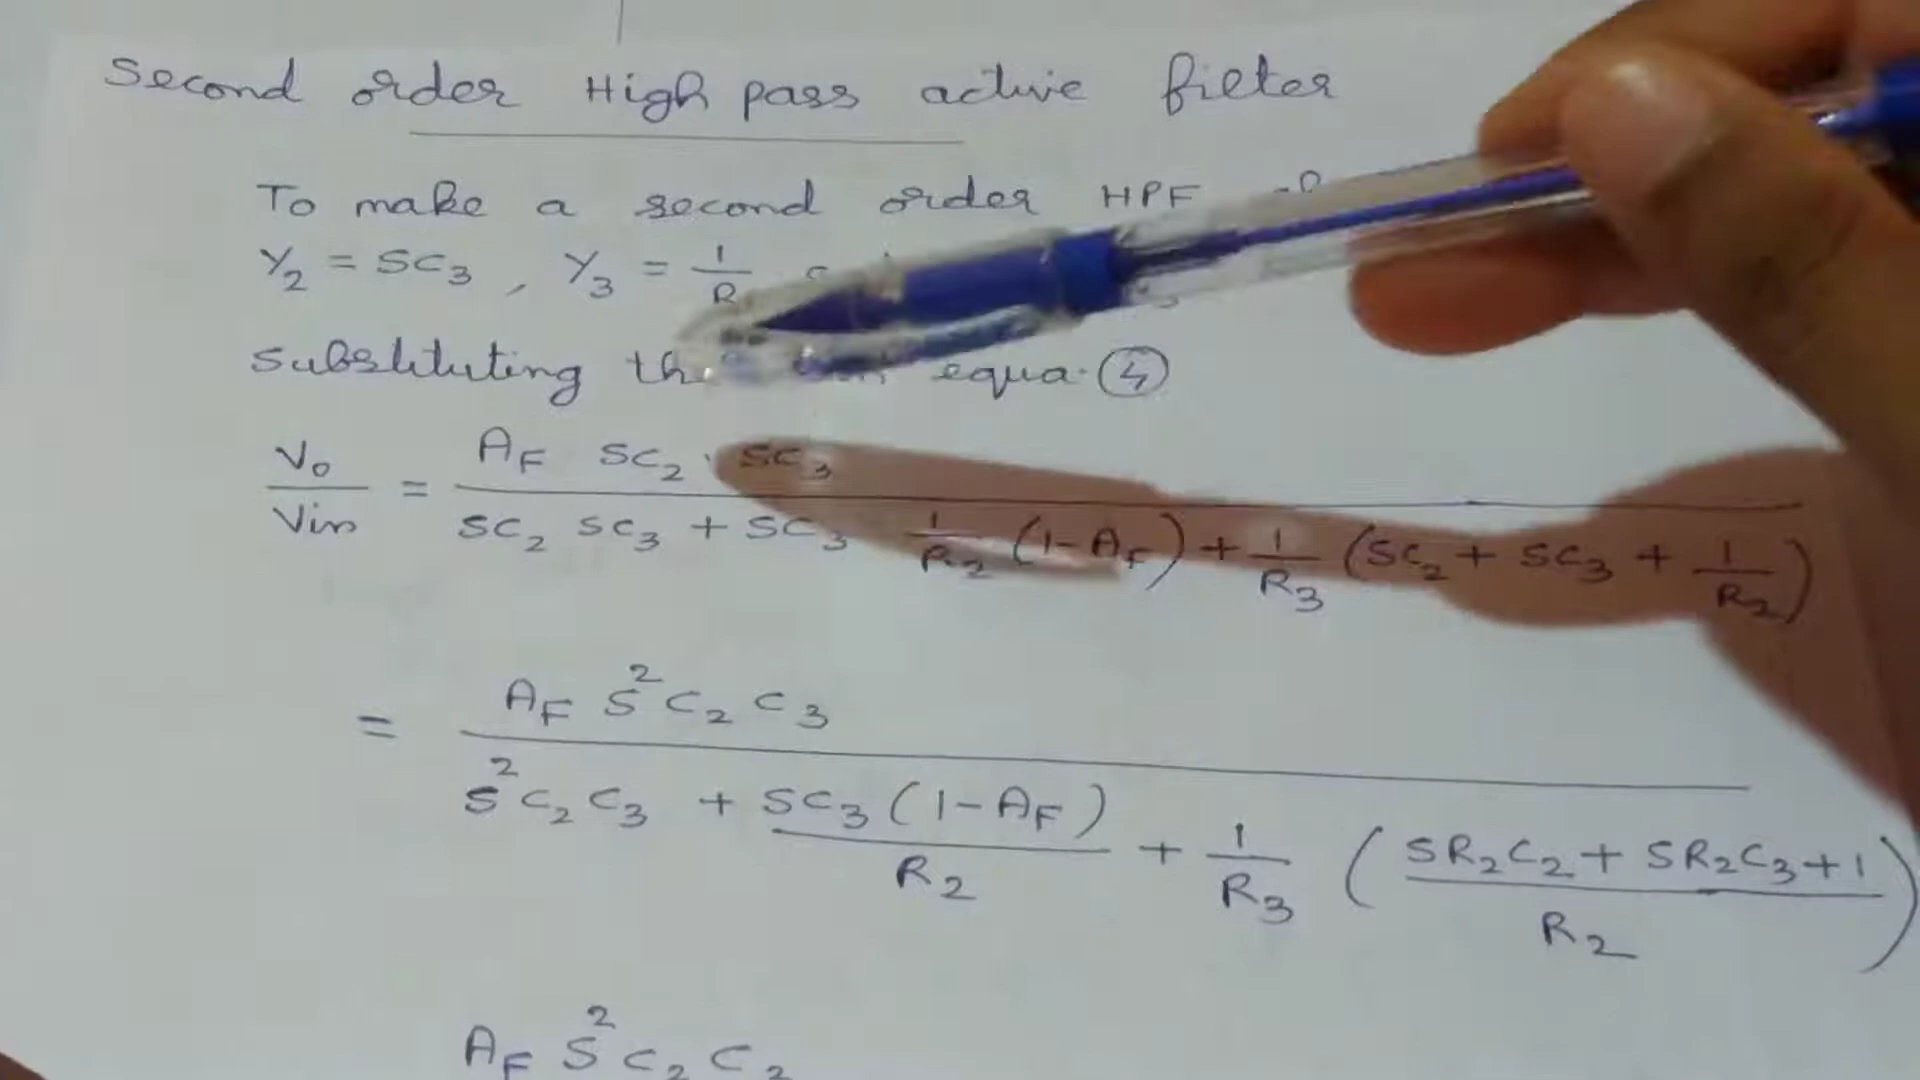 Second order High pass active filter
To make a second order HPF
Y₂ = SC₃ , Y₃ = 1/R
Substituting equa. ④
Vo/Vin = AF SC₂ · SC₃ / SC₂ SC₃ + SC₃ 1/R₂ (1-AF) + 1/R₃ (SC₂ + SC₃ + 1/R₂)
= AF S² C₂ C₃ / S² C₂ C₃ + SC₃ (1-AF)/R₂ + 1/R₃ (SR₂C₂ + SR₂C₃ + 1 / R₂)
AF S² C₂ C₃